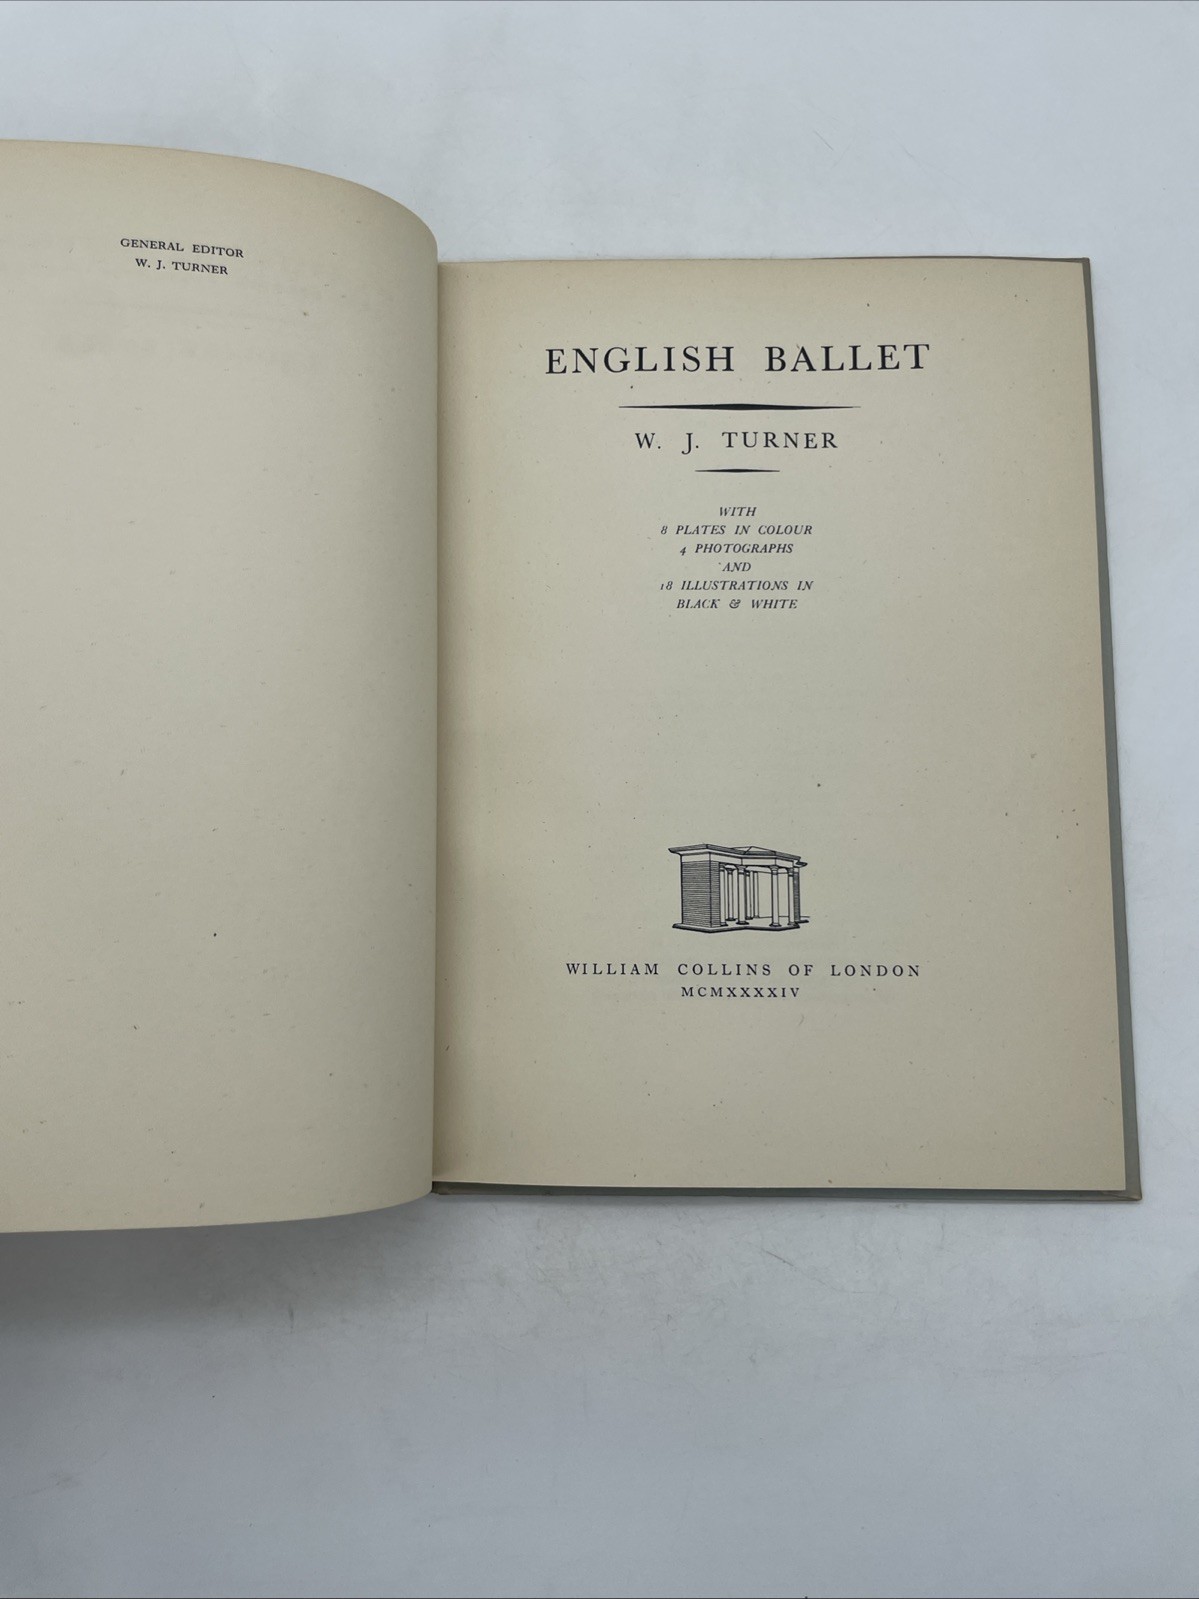 GENERAL EDITOR
W. J. TURNER
ENGLISH BALLET
W. J. TURNER
WITH
8 PLATES IN COLOUR
4 PHOTOGRAPHS
AND
18 ILLUSTRATIONS IN
BLACK & WHITE
WILLIAM COLLINS OF LONDON
MCMXXXXIV